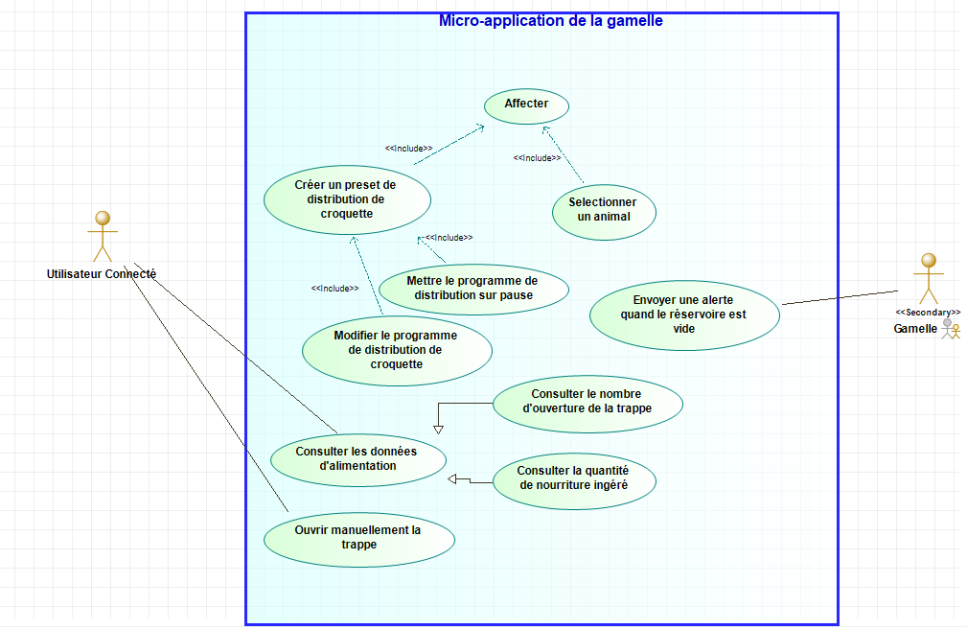 Micro-application de la gamelle
Affecter
<<Include>>
<<Include>>
Créer un preset de
distribution de
croquette
Selectionner
un animal
<<Include>>
Utilisateur Connecté
Mettre le programme de
distribution sur pause
<<Include>>
Envoyer une alerte
quand le réservoire est
vide
<<Secondary>>
Gamelle
Modifier le programme
de distribution de
croquette
Consulter le nombre
d'ouverture de la trappe
Consulter les données
d'alimentation
Consulter la quantité
de nourriture ingéré
Ouvrir manuellement la
trappe